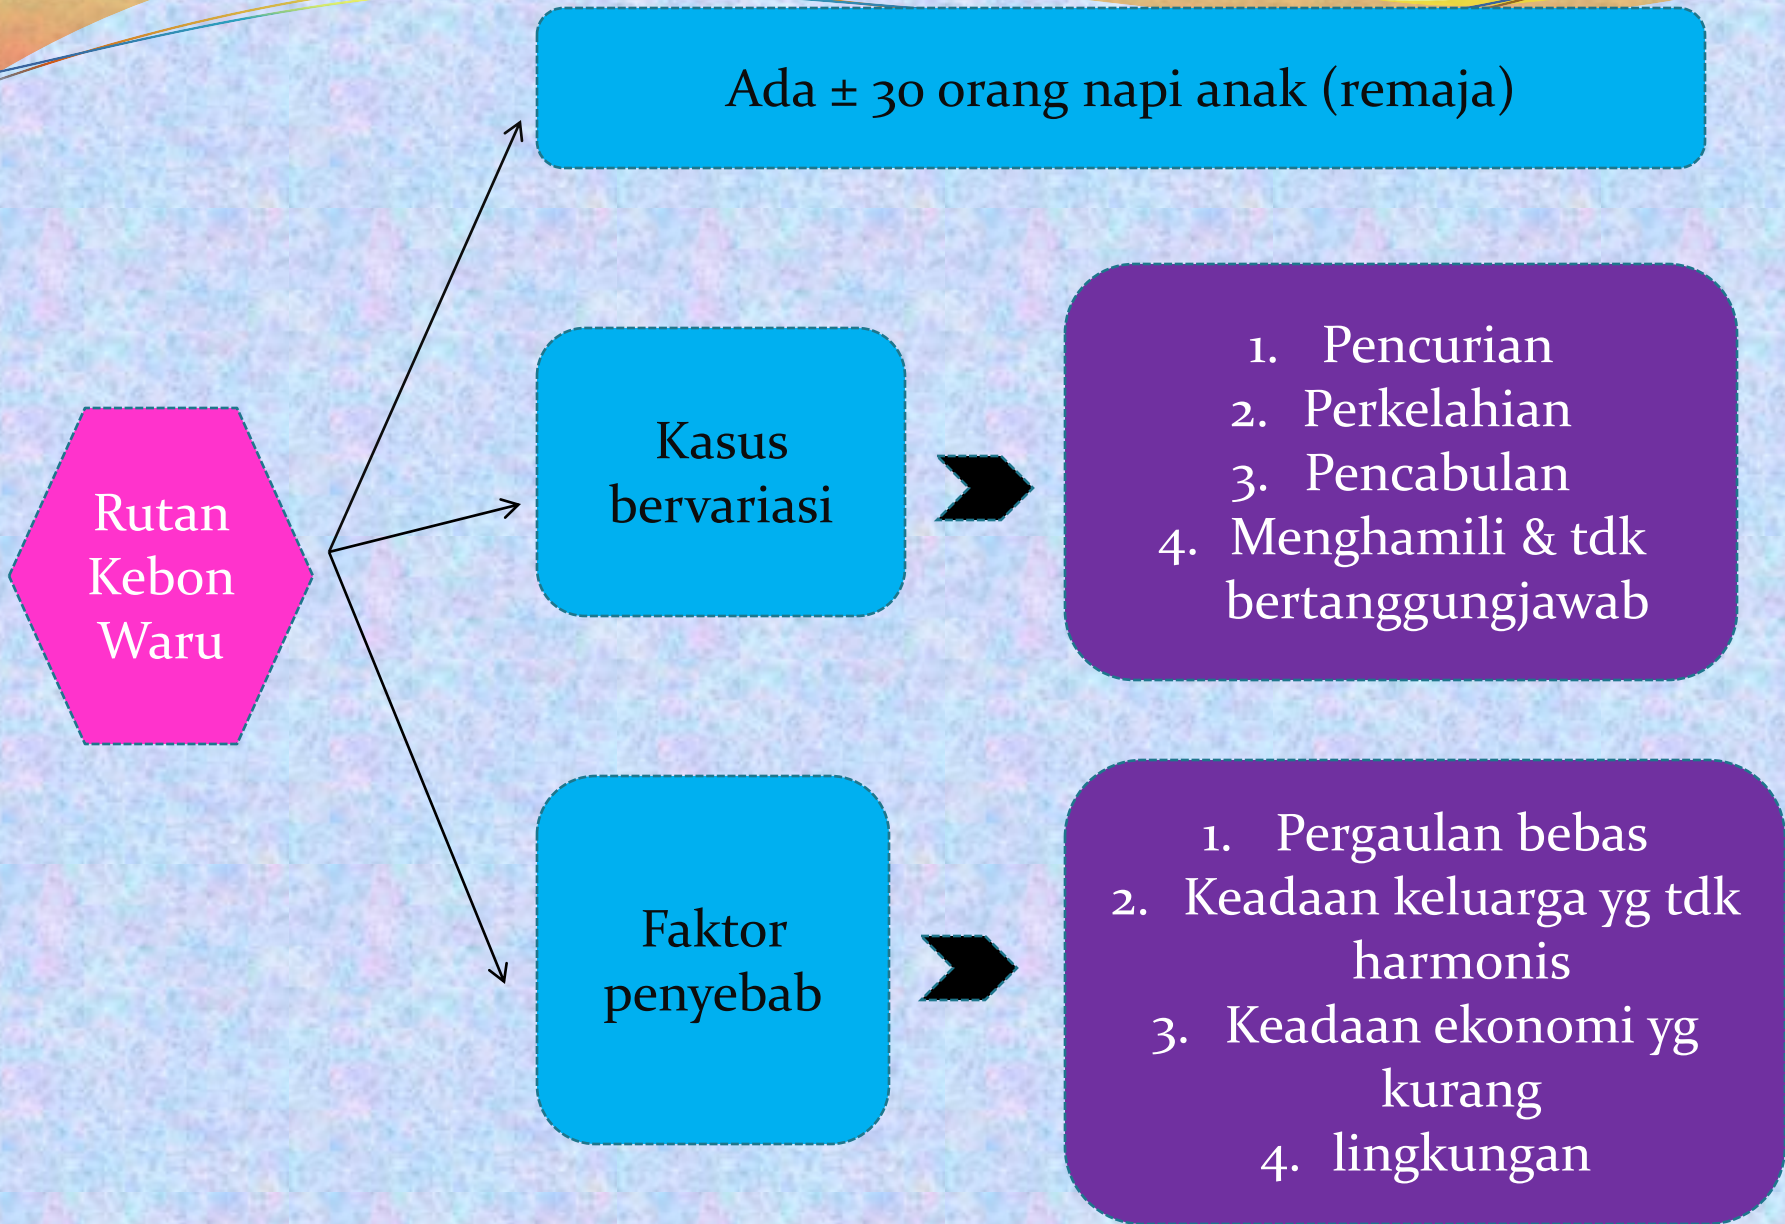 Ada ± 30 orang napi anak (remaja)
Rutan
Kebon
Waru
Kasus
bervariasi
1. Pencurian
2. Perkelahian
3. Pencabulan
4. Menghamili & tdk
bertanggungjawab
Faktor
penyebab
1. Pergaulan bebas
2. Keadaan keluarga yg tdk
harmonis
3. Keadaan ekonomi yg
kurang
4. lingkungan